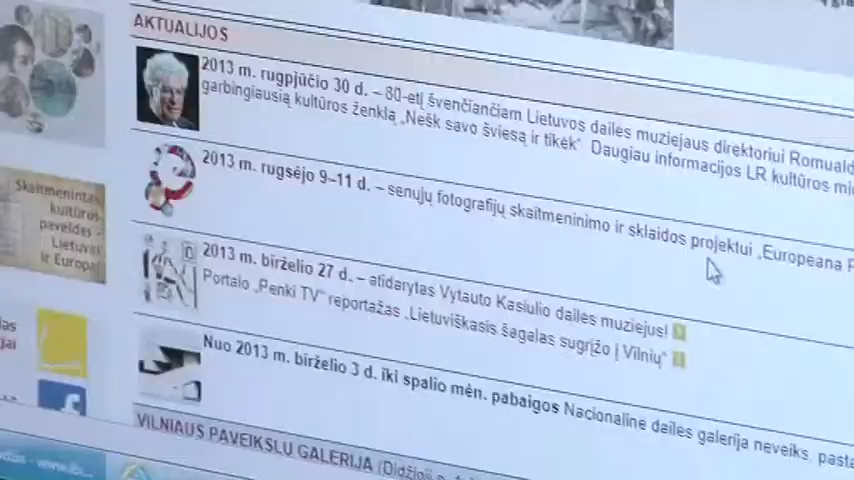 AKTUALIJOS
2013 m. rugpjūčio 30 d. – 80-etį švenčiančiam Lietuvos dailės muziejaus direktoriui Romuald
garbingiausią kultūros ženklą „Nešk savo šviesą ir tikėk“ Daugiau informacijos LR kultūros mi
2013 m. rugsėjo 9–11 d. – senųjų fotografijų skaitmeninimo ir sklaidos projektui „Europeana P
Skaitmenintas
kultūros
paveldas -
Lietuvai
ir Europai
2013 m. birželio 27 d. – atidarytas Vytauto Kasiulio dailės muziejus!
Portalo „Penki TV“ reportažas „Lietuviškasis šagalas sugrįžo į Vilnių“
Nuo 2013 m. birželio 3 d. iki spalio mėn. pabaigos Nacionalinė dailės galerija neveiks, pasta
VILNIAUS PAVEIKSLŲ GALERIJA (Didžioji